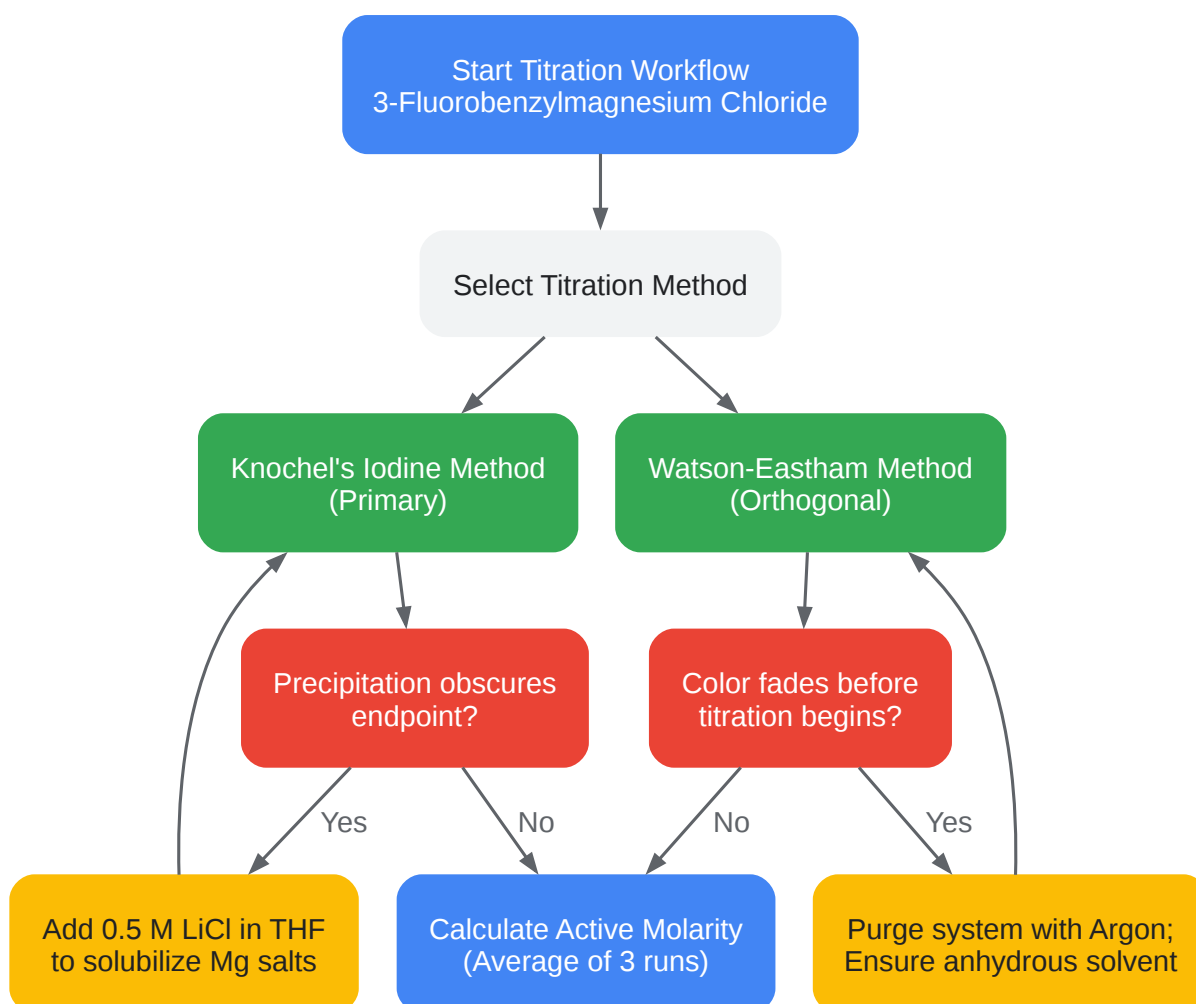 Start Titration Workflow
3-Fluorobenzylmagnesium Chloride
Select Titration Method
Knochel's Iodine Method
(Primary)
Watson-Eastham Method
(Orthogonal)
Precipitation obscures
endpoint?
Color fades before
titration begins?
Yes
No
No
Yes
Add 0.5 M LiCl in THF
to solubilize Mg salts
Calculate Active Molarity
(Average of 3 runs)
Purge system with Argon;
Ensure anhydrous solvent